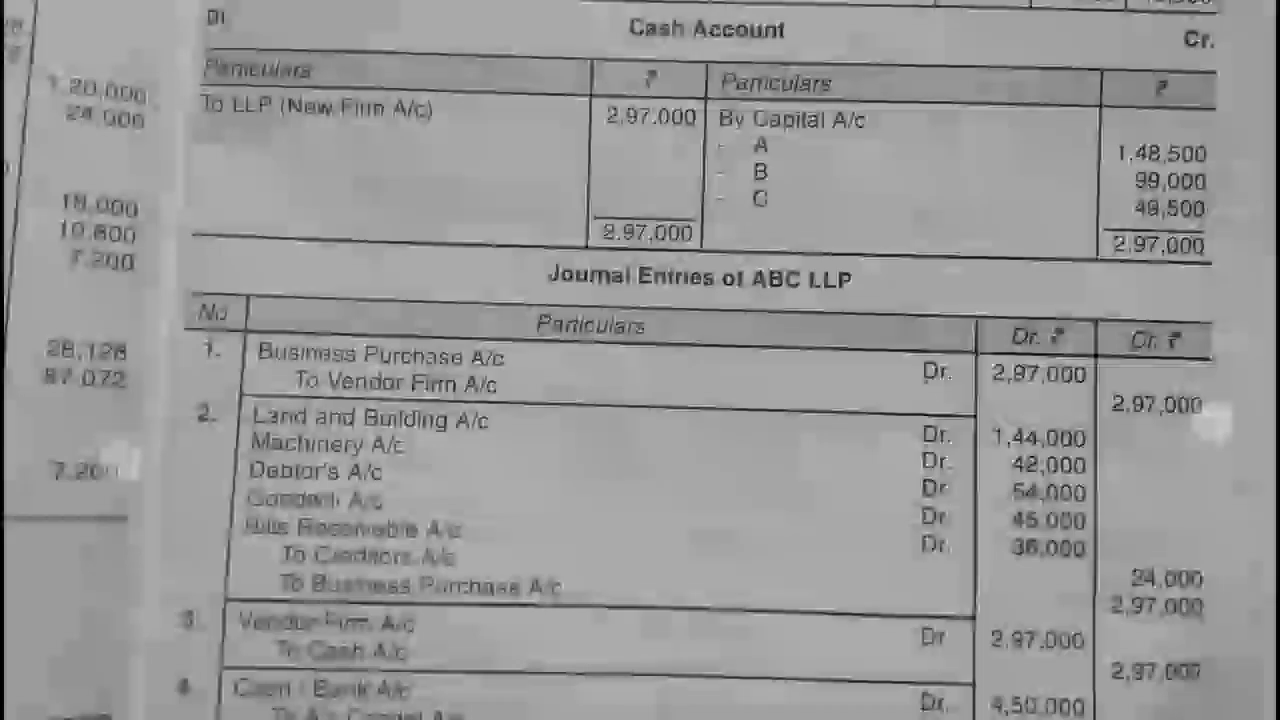 1,20,000
24,000
18,000
10,800
7,200
28,128
87,072
7,200
Cash Account
Cr.
Particulars ₹ Particulars ₹
To LLP (New Firm A/c) 2,97,000 By Capital A/c
- A 1,48,500
- B 99,000
- C 49,500
2,97,000 2,97,000
Journal Entries of ABC LLP
No Particulars Dr. ₹ Cr. ₹
1. Business Purchase A/c Dr. 2,97,000
To Vendor Firm A/c 2,97,000
2. Land and Building A/c Dr. 1,44,000
Machinery A/c Dr. 42,000
Debtor's A/c Dr. 54,000
Goodwill A/c Dr. 45,000
Bills Receivable A/c Dr. 36,000
To Creditors A/c 24,000
To Business Purchase A/c 2,97,000
3. Vendor Firm A/c Dr 2,97,000
To Cash A/c 2,97,000
4. Cash / Bank A/c Dr. 4,50,000
To A's Capital A/c